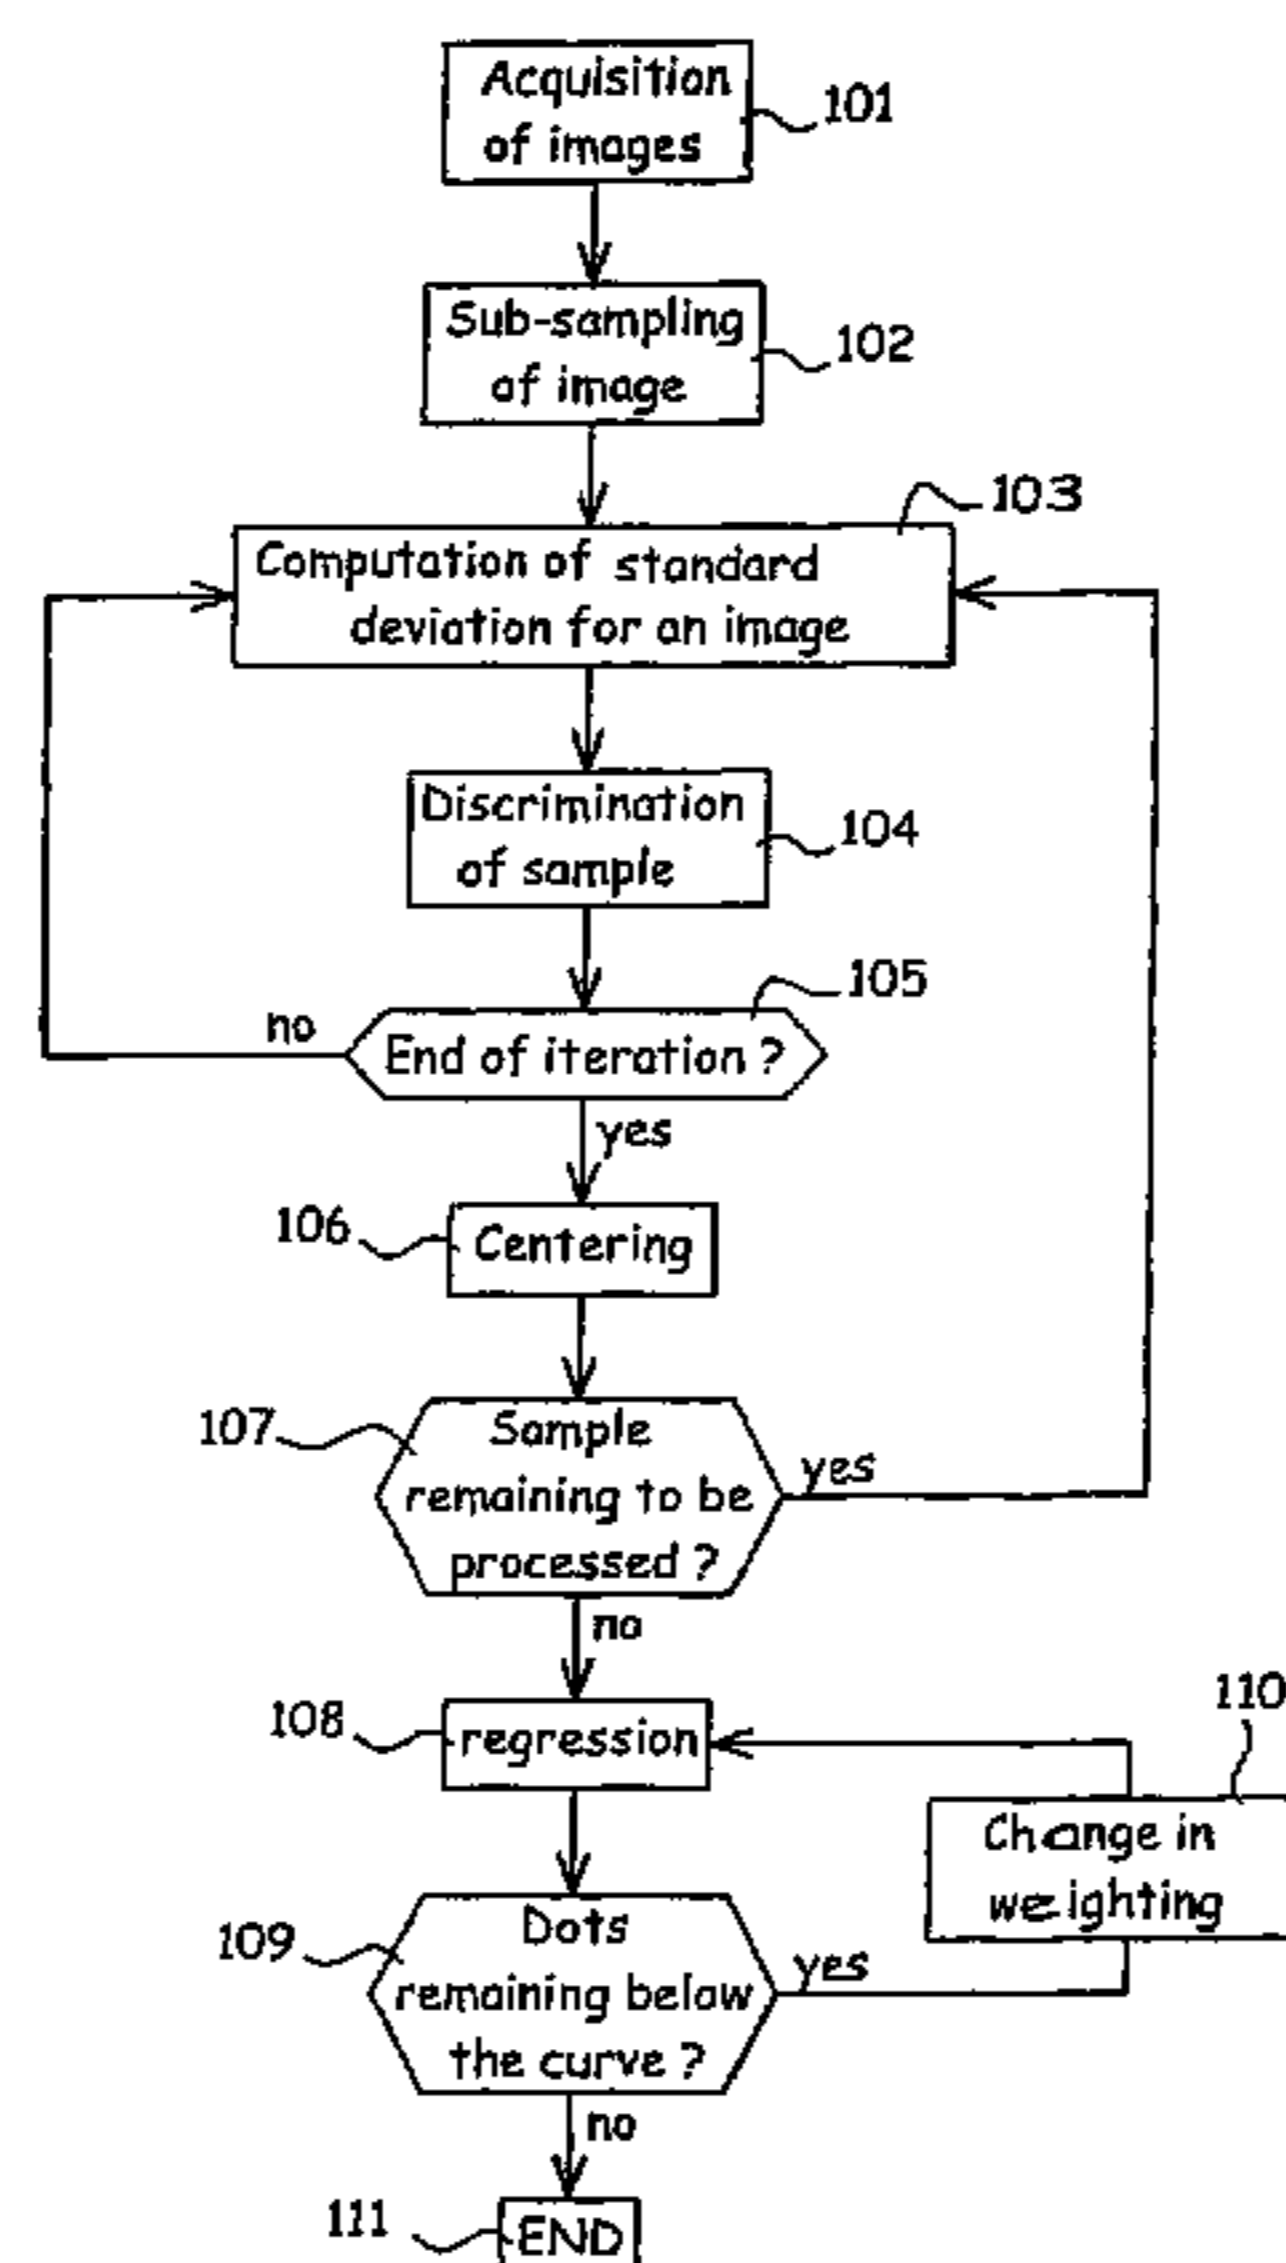 Acquisition
of images
101
Sub-sampling
of image
102
103
Computation of standard
deviation for an image
Discrimination
of sample
104
105
no
End of iteration ?
yes
106
Centering
107
Sample
remaining to be
processed ?
yes
no
108
regression
110
Change in
weighting
109
Dots
remaining below
the curve ?
yes
no
111
END